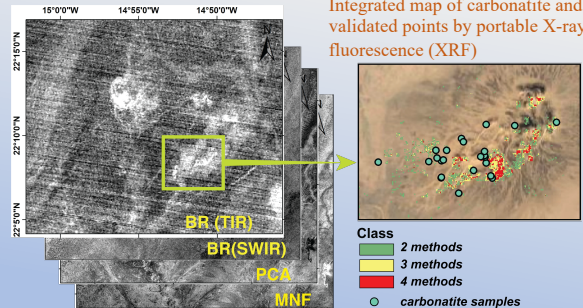 Integrated map of carbonatite and
validated points by portable X-ray
fluorescence (XRF)
15°0'0"W 14°55'0"W 14°50'0"W
22°15'0"N
22°10'0"N
22°5'0"N
BR (TIR)
BR(SWIR)
PCA
MNF
Class
2 methods
3 methods
4 methods
carbonatite samples